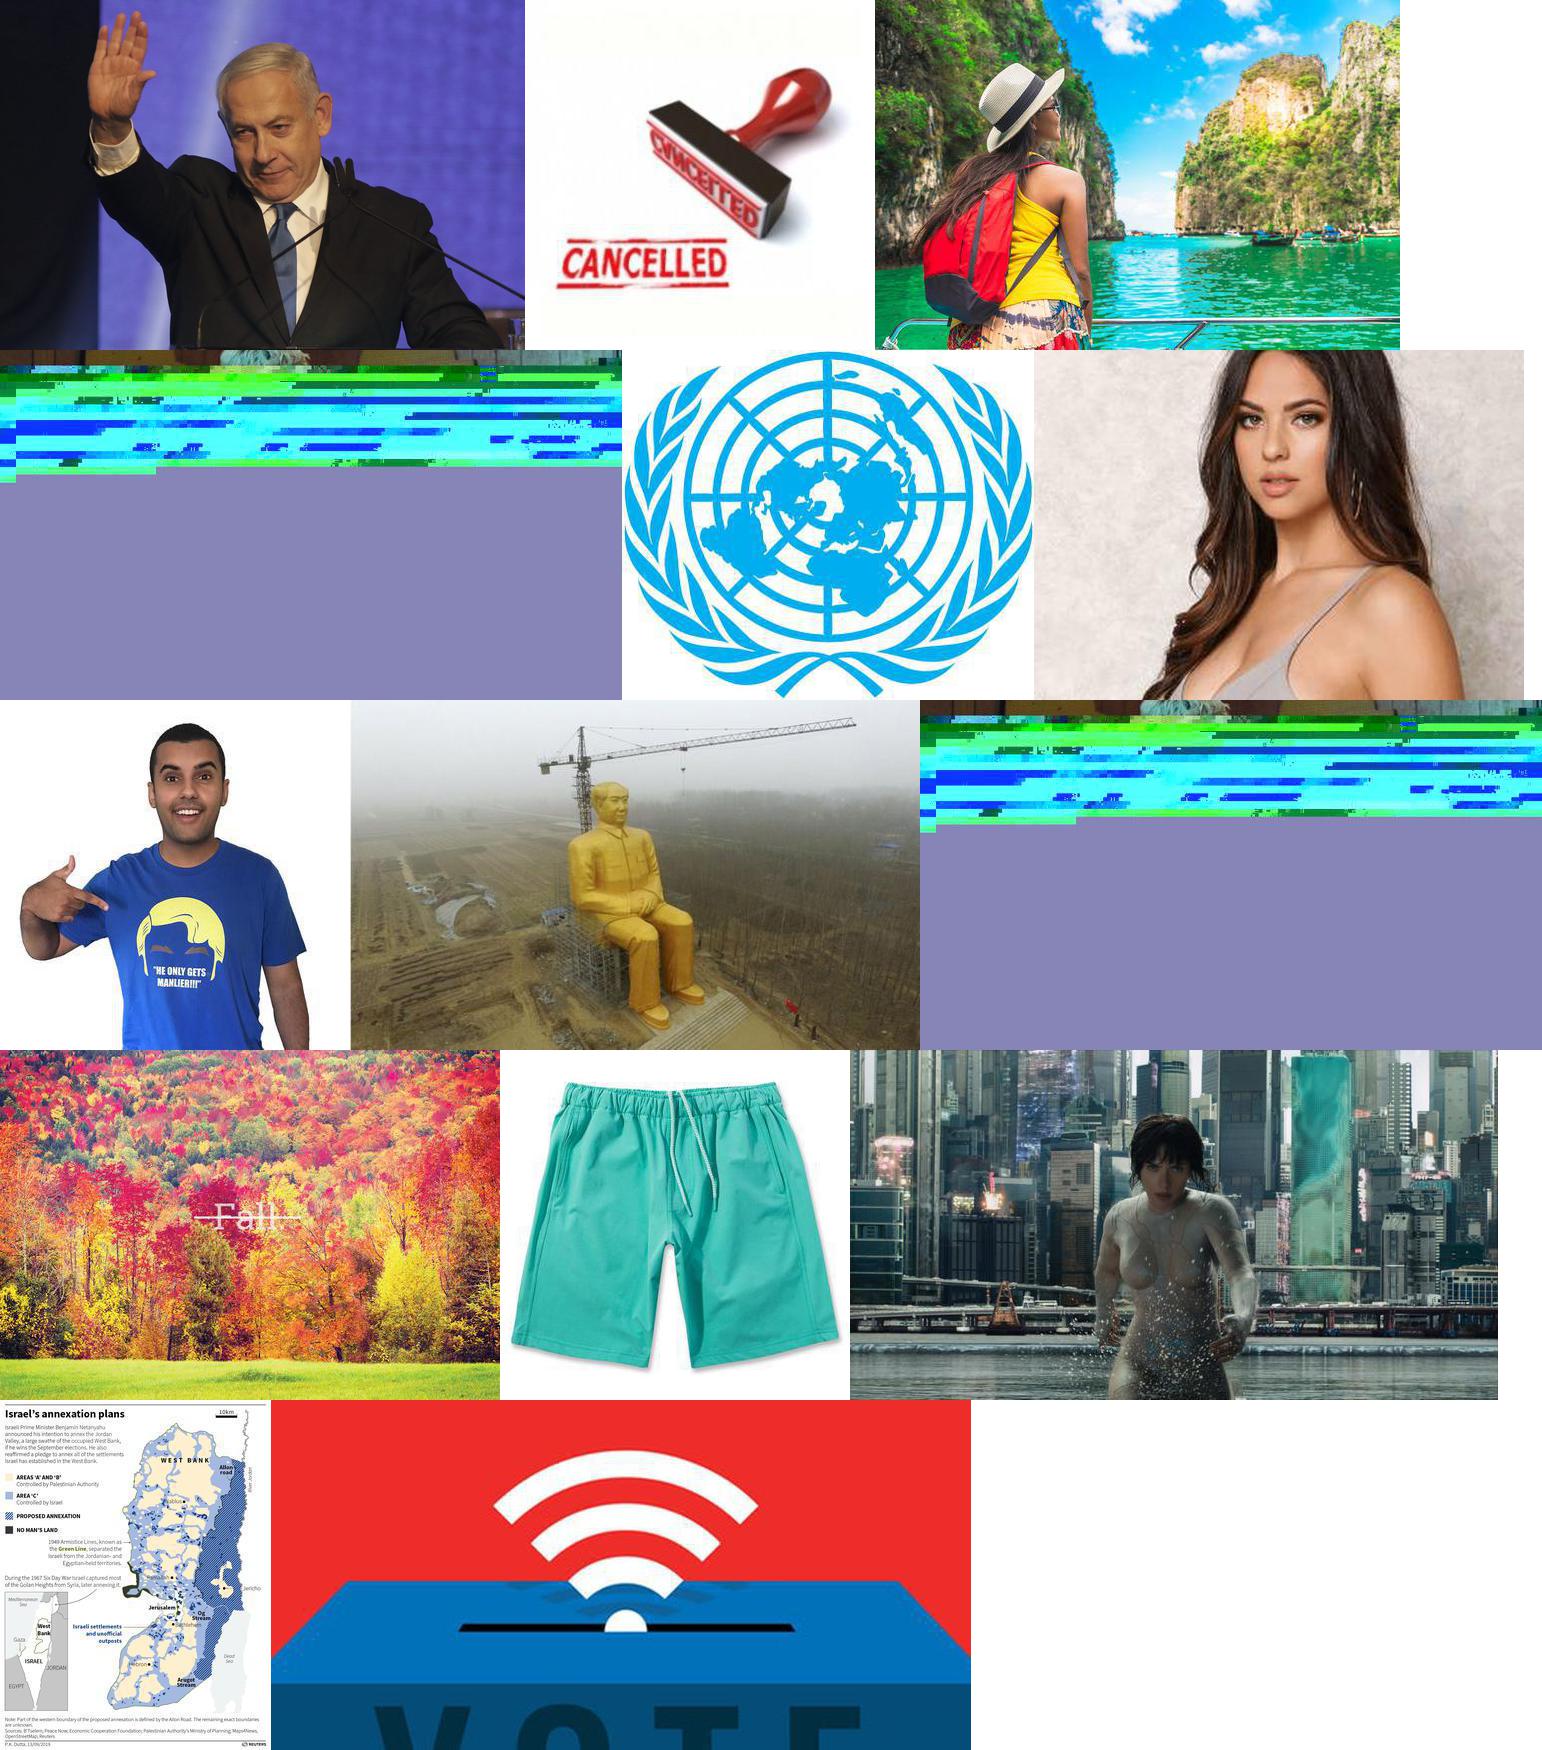 CANCELLED
CANCELLED
"HE ONLY GETS
MANLIER!!!"
Fall
Israel's annexation plans
10km
Israeli Prime Minister Benjamin Netanyahu
announced his intention to annex the Jordan
Valley, a large swathe of the occupied West Bank,
if he wins the September elections. He also
reaffirmed a pledge to annex all of the settlements
Israel has established in the West Bank.
WEST BANK
Allon
road
AREAS 'A' AND 'B'
Controlled by Palestinian Authority
AREA 'C'
Controlled by Israel
PROPOSED ANNEXATION
NO MAN'S LAND
Nablus
1949 Armistice Lines, known as
the Green Line, separated the
Israel from the Jordanian- and
Egyptian-held territories.
During the 1967 Six Day War Israel captured most
of the Golan Heights from Syria, later annexing it.
Ramallah
Jericho
Mediterranean
Sea
Jerusalem
Og
Stream
Bethlehem
West
Bank
Gaza
Israeli settlements
and unofficial
outposts
ISRAEL
JORDAN
Hebron
Dead
Sea
EGYPT
Arugot
Stream
Note: Part of the western boundary of the proposed annexation is defined by the Allon Road. The remaining exact boundaries
are unknown.
Sources: B'Tselem; Peace Now; Economic Cooperation Foundation; Palestinian Authority's Ministry of Planning; Maps4News,
OpenStreetMap; Reuters
P.K. Dutta, 13/09/2019
REUTERS
VOTE